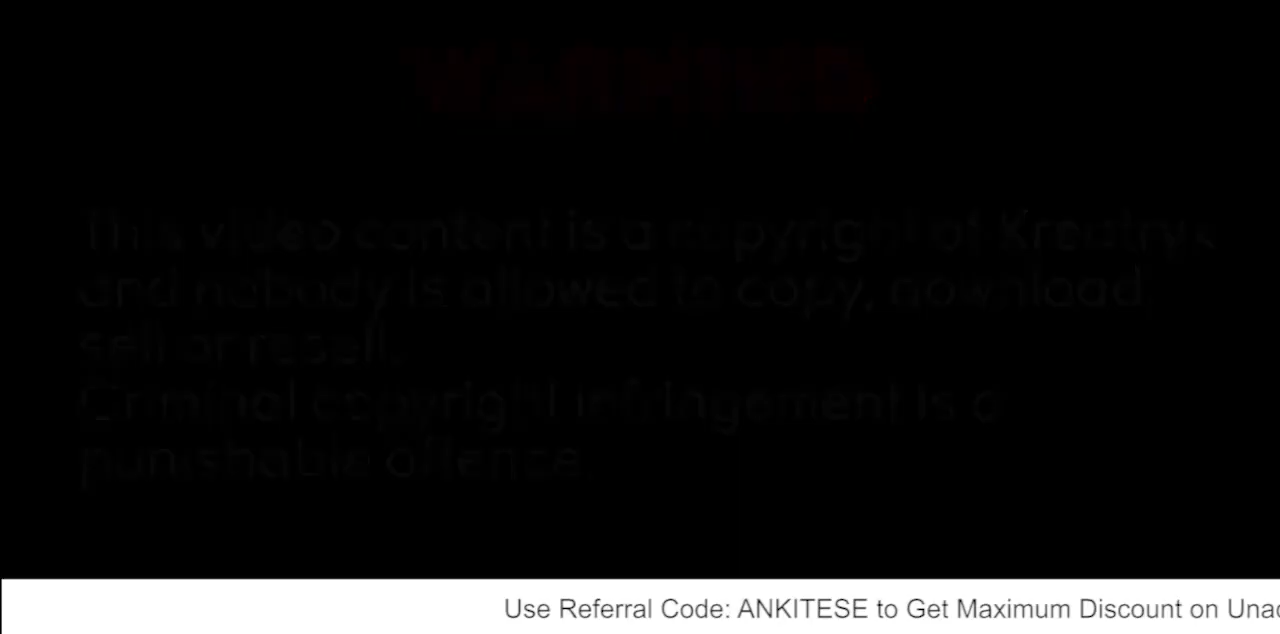 WARNING
This video content is a copyright of Kreatryx
and nobody is allowed to copy, download,
sell or resell.
Criminal copyright infringement is a
punishable offence.
Use Referral Code: ANKITESE to Get Maximum Discount on Unac